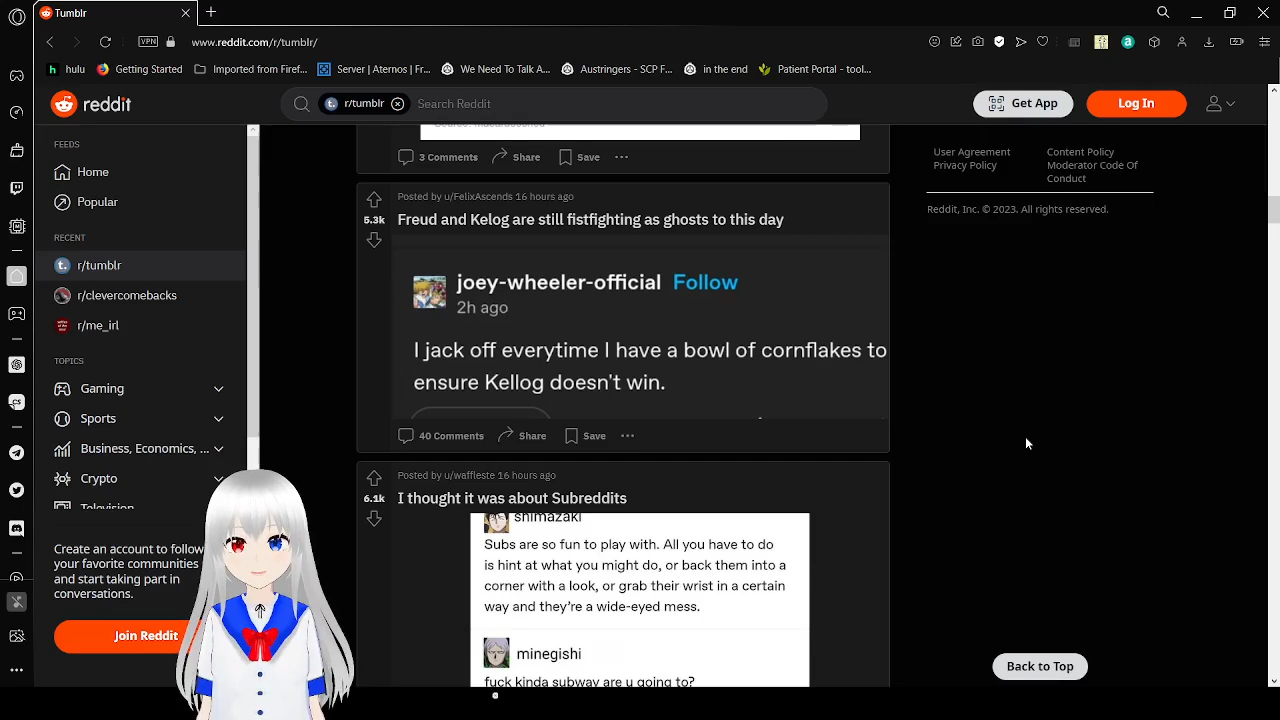 Tumblr
VPN
www.reddit.com/r/tumblr/
hulu
Getting Started
Imported from Firef...
Server | Aternos | Fr...
We Need To Talk A...
Austringers - SCP F...
in the end
Patient Portal - tool...
reddit
r/tumblr
Search Reddit
Get App
Log In
FEEDS
Home
Popular
RECENT
r/tumblr
r/clevercomebacks
r/me_irl
TOPICS
Gaming
Sports
Business, Economics, ...
Crypto
Television
Create an account to follow
your favorite communities
and start taking part in
conversations.
Join Reddit
3 Comments
Share
Save
Posted by u/FelixAscends 16 hours ago
5.3k
Freud and Kelog are still fistfighting as ghosts to this day
joey-wheeler-official Follow
2h ago
I jack off everytime I have a bowl of cornflakes to
ensure Kellog doesn't win.
40 Comments
Share
Save
Posted by u/waffleste 16 hours ago
6.1k
I thought it was about Subreddits
shimazaki
Subs are so fun to play with. All you have to do
is hint at what you might do, or back them into a
corner with a look, or grab their wrist in a certain
way and they're a wide-eyed mess.
minegishi
fuck kinda subway are u going to?
User Agreement
Privacy Policy
Content Policy
Moderator Code Of
Conduct
Reddit, Inc. © 2023. All rights reserved.
Back to Top